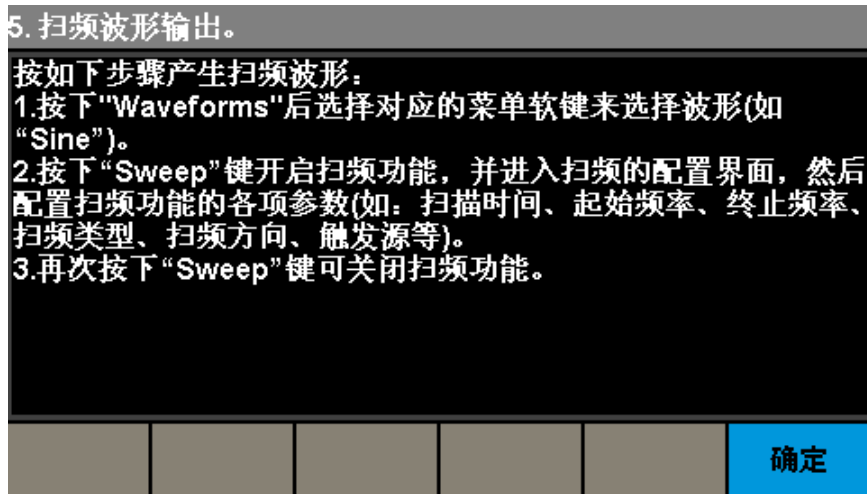 5. 扫频波形输出。
按如下步骤产生扫频波形：
1.按下"Waveforms"后选择对应的菜单软键来选择波形(如
“Sine”)。
2.按下“Sweep”键开启扫频功能，并进入扫频的配置界面，然后
配置扫频功能的各项参数(如：扫描时间、起始频率、终止频率、
扫频类型、扫频方向、触发源等)。
3.再次按下“Sweep”键可关闭扫频功能。
确定